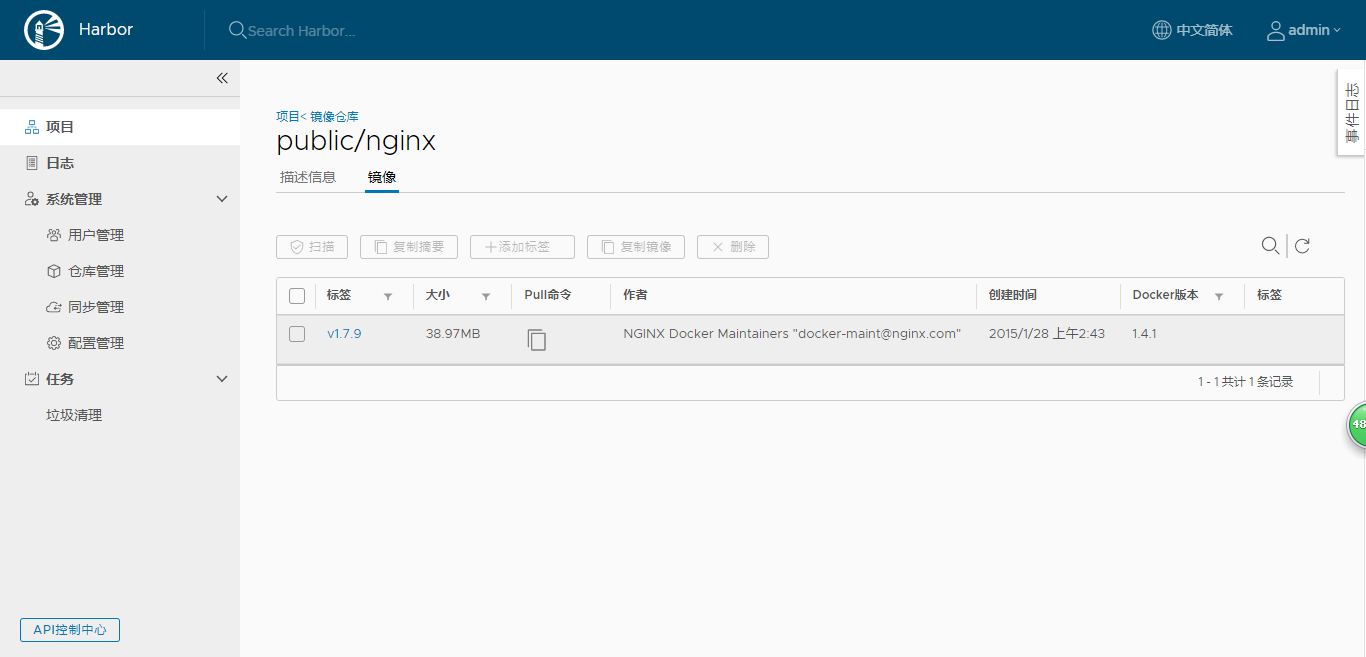 Harbor
Search Harbor...
中文简体
admin
事件日志
项目
日志
系统管理
用户管理
仓库管理
同步管理
配置管理
任务
垃圾清理
API控制中心
项目< 镜像仓库
public/nginx
描述信息 镜像
扫描 复制摘要 添加标签 复制镜像 删除
标签 大小 Pull命令 作者 创建时间 Docker版本 标签
v1.7.9 38.97MB NGINX Docker Maintainers "docker-maint@nginx.com" 2015/1/28 上午2:43 1.4.1
1 - 1 共计 1 条记录
48